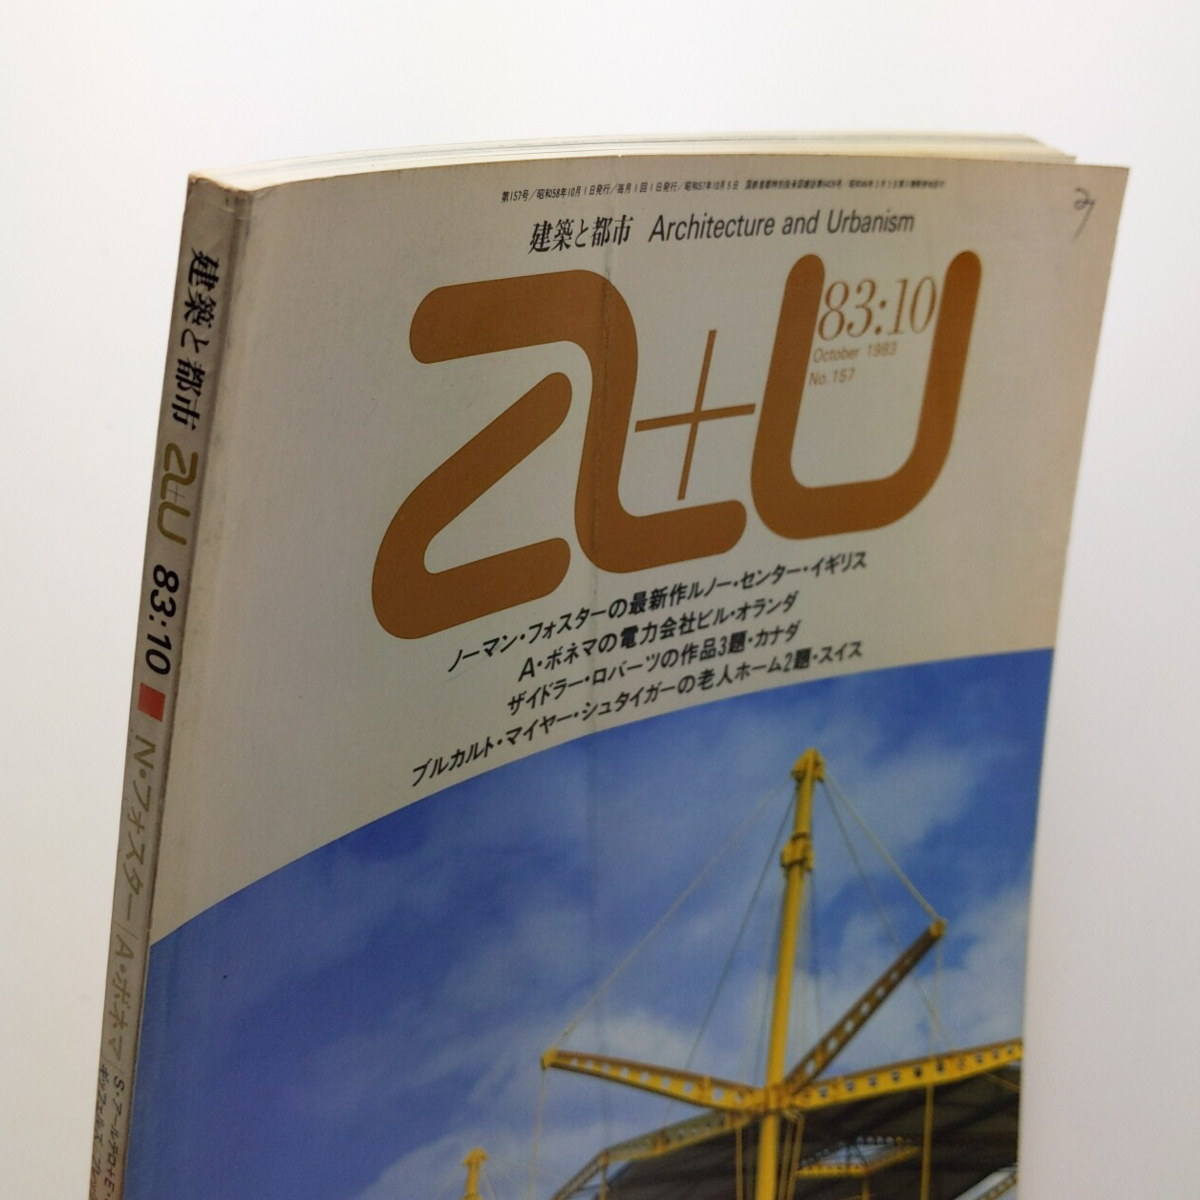 第157号/昭和58年10月1日発行/毎月1回1日発行/昭和57年10月5日
建築と都市 Architecture and Urbanism
a+u
83:10
October 1983
No.157
ノーマン・フォスターの最新作ルノー・センター・イギリス
A・ボネマの電力会社ビル・オランダ
ザイドラー・ロバーツの作品3題・カナダ
ブルカルト・マイヤー・シュタイガーの老人ホーム2題・スイス
建築と都市 a+u 83:10 N・フォスター|A・ボネマ